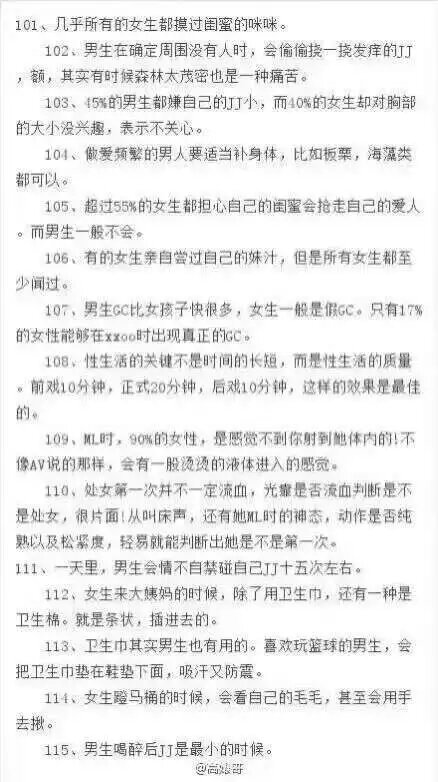 101、几乎所有的女生都摸过闺蜜的咪咪。
102、男生在确定周围没有人时，会偷偷挠一挠发痒的JJ
，额，其实有时候森林太茂密也是一种痛苦。
103、45%的男生都嫌自己的JJ小，而40%的女生却对胸部
的大小没兴趣，表示不关心。
104、做爱频繁的男人要适当补身体，比如板栗，海藻类
都可以。
105、超过55%的女生都担心自己的闺蜜会抢走自己的爱人
。而男生一般不会。
106、有的女生亲自尝过自己的妹汁，但是所有女生都至
少闻过。
107、男生GC比女孩子快很多，女生一般是假GC。只有17%
的女性能够在xxoo时出现真正的GC。
108、性生活的关键不是时间的长短，而是性生活的质量
。前戏10分钟，正式20分钟，后戏10分钟，这样的效果是最佳
的。
109、ML时，90%的女性，是感觉不到你射到她体内的!不
像AV说的那样，会有一股烫烫的液体进入的感觉。
110、处女第一次并不一定流血，光靠是否流血判断是不
是处女，很片面!从叫床声，还有她ML时的神态，动作是否纯
熟以及松紧度，轻易就能判断出她是不是第一次。
111、一天里，男生会情不自禁碰自己JJ十五次左右。
112、女生来大姨妈的时候，除了用卫生巾，还有一种是
卫生棉。就是条状，插进去的。
113、卫生巾其实男生也有用的。喜欢玩篮球的男生，会
把卫生巾垫在鞋垫下面，吸汗又防震。
114、女生蹬马桶的时候，会看自己的毛毛，甚至会用手
去揪。
115、男生喝醉后JJ是最小的时候。